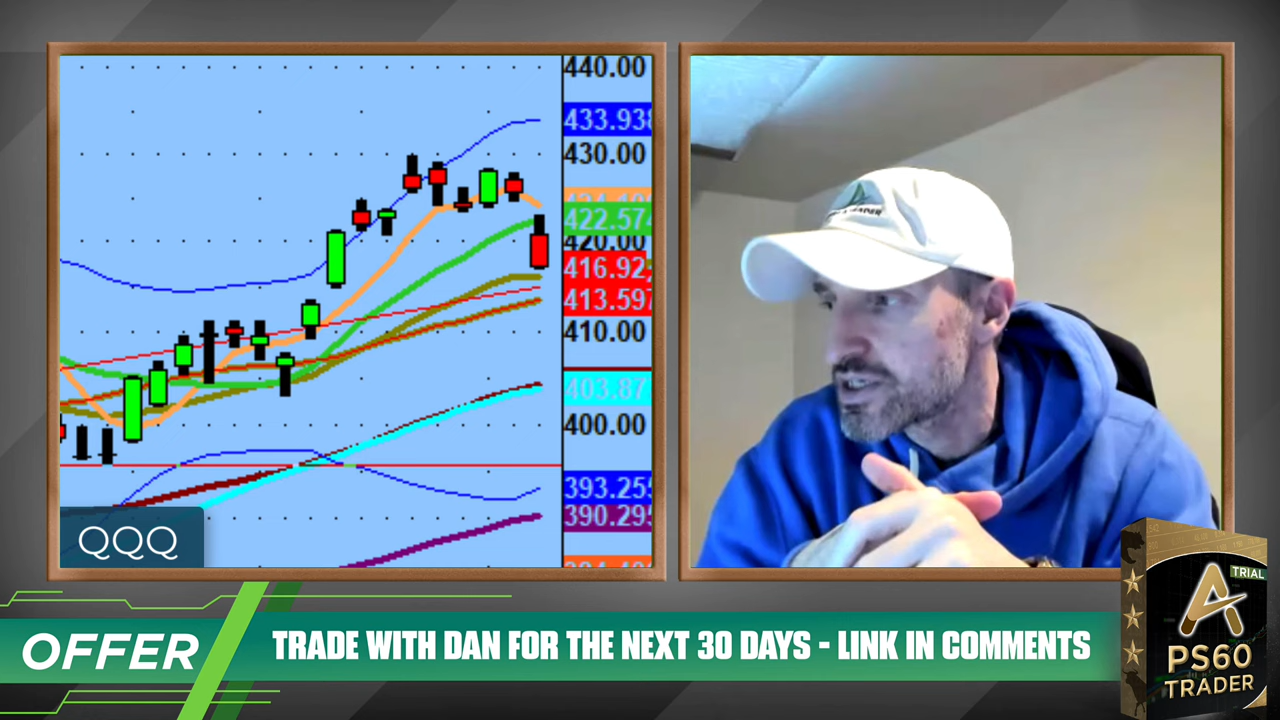 440.00
433.938
430.00
422.574
420.00
416.92
413.597
410.00
403.87
400.00
393.255
390.295
QQQ
OFFER
TRADE WITH DAN FOR THE NEXT 30 DAYS - LINK IN COMMENTS
TRIAL
PS60
TRADER